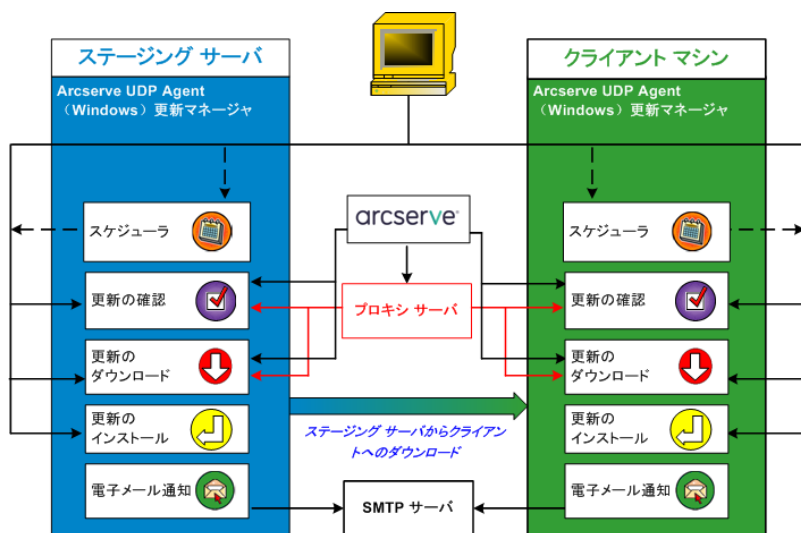 ステージング サーバ
Arcserve UDP Agent
（Windows）更新マネージャ
スケジューラ
更新の確認
更新の
ダウンロード
更新の
インストール
電子メール通知
arcserve®
プロキシ サーバ
ステージング サーバからクライアン
トへのダウンロード
SMTP サーバ
クライアント マシン
Arcserve UDP Agent
（Windows）更新マネージャ
スケジューラ
更新の確認
更新の
ダウンロード
更新の
インストール
電子メール通知